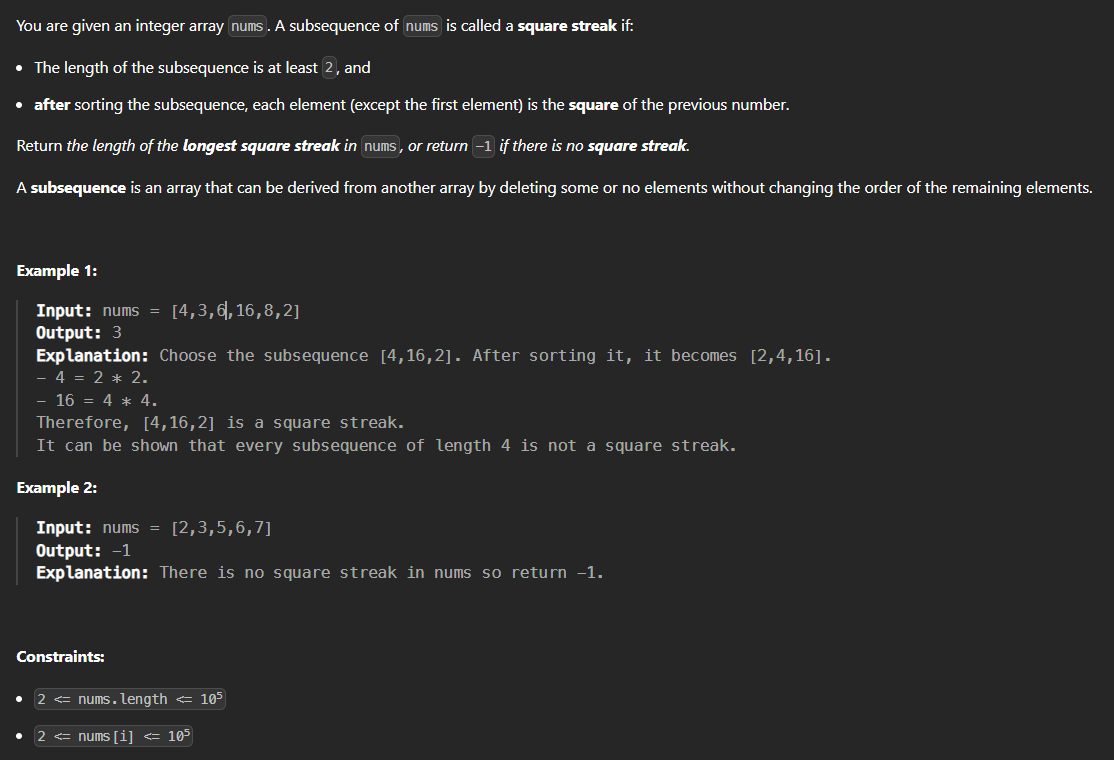 You are given an integer array nums. A subsequence of nums is called a square streak if:
• The length of the subsequence is at least 2, and
• after sorting the subsequence, each element (except the first element) is the square of the previous number.
Return the length of the longest square streak in nums, or return -1 if there is no square streak.
A subsequence is an array that can be derived from another array by deleting some or no elements without changing the order of the remaining elements.
Example 1:
Input: nums = [4,3,6,16,8,2]
Output: 3
Explanation: Choose the subsequence [4,16,2]. After sorting it, it becomes [2,4,16].
- 4 = 2 * 2.
- 16 = 4 * 4.
Therefore, [4,16,2] is a square streak.
It can be shown that every subsequence of length 4 is not a square streak.
Example 2:
Input: nums = [2,3,5,6,7]
Output: -1
Explanation: There is no square streak in nums so return -1.
Constraints:
• 2 <= nums.length <= 10⁵
• 2 <= nums[i] <= 10⁵